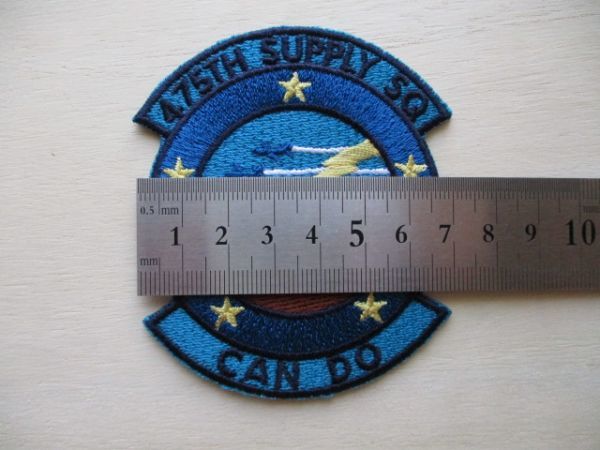 475TH SUPPLY SQ
0.5 mm
1 2 3 4 5 6 7 8 9 10
mm
CAN DO